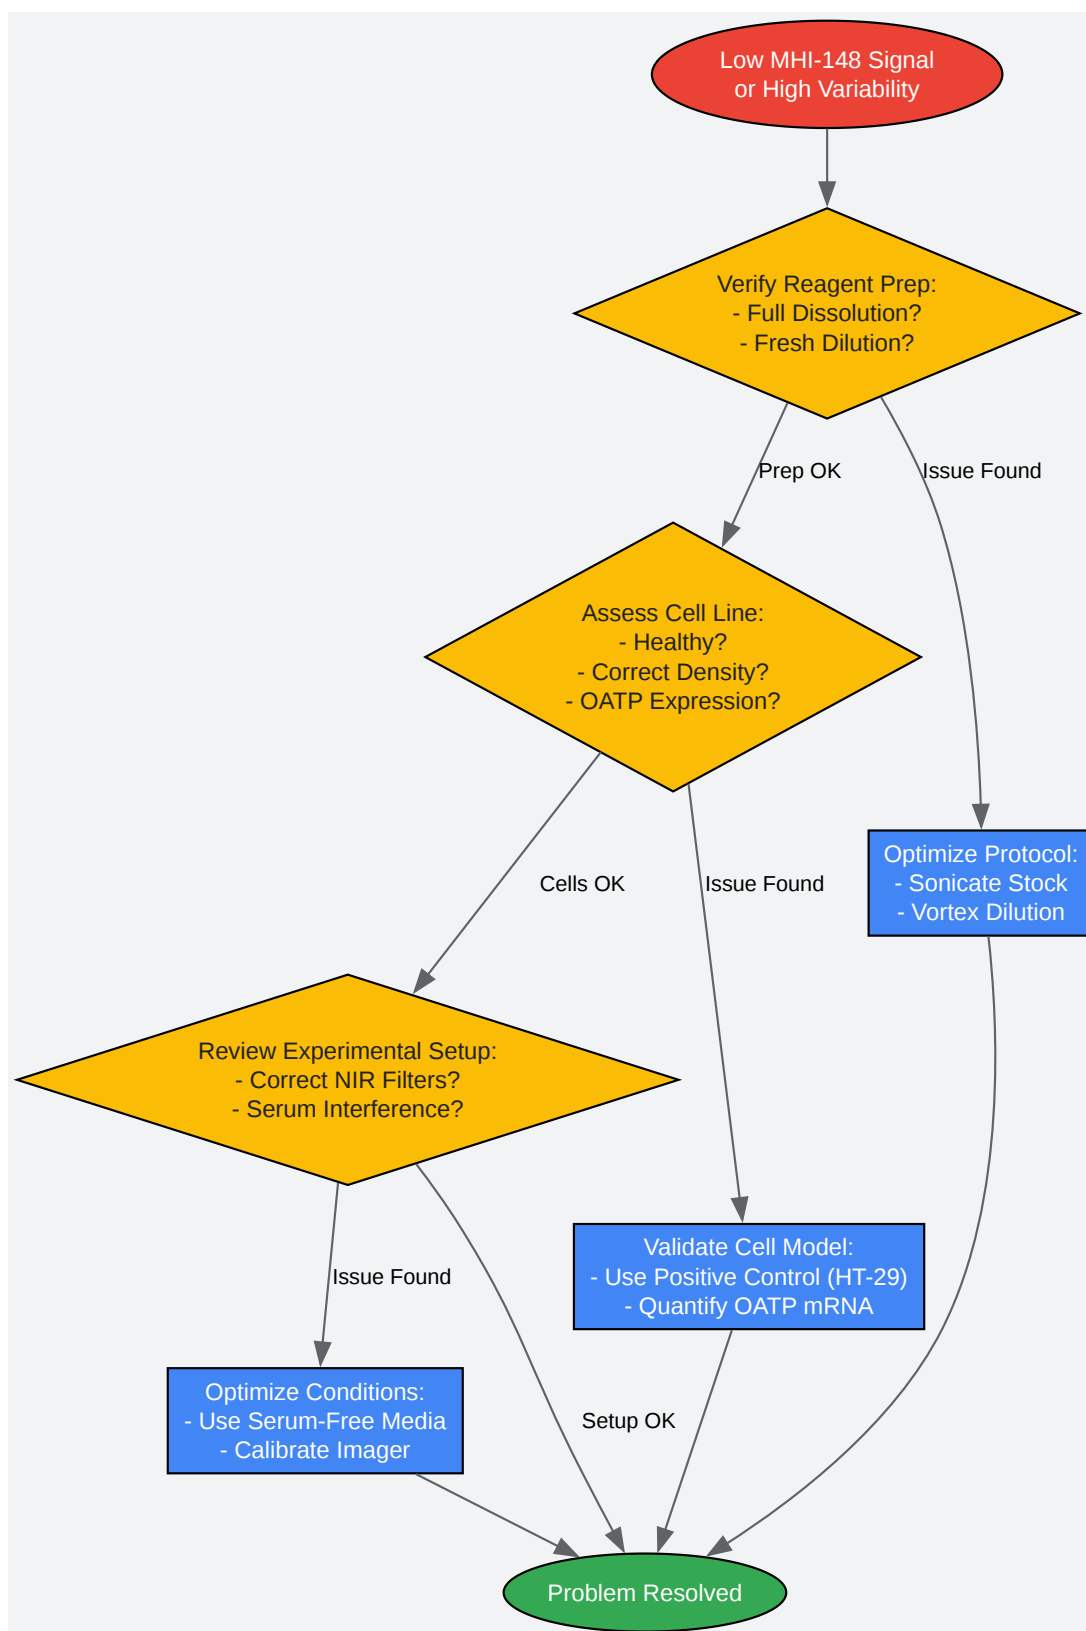 Low MHI-148 Signal
or High Variability
Verify Reagent Prep:
- Full Dissolution?
- Fresh Dilution?
Prep OK
Issue Found
Assess Cell Line:
- Healthy?
- Correct Density?
- OATP Expression?
Optimize Protocol:
- Sonicate Stock
- Vortex Dilution
Cells OK
Issue Found
Review Experimental Setup:
- Correct NIR Filters?
- Serum Interference?
Validate Cell Model:
- Use Positive Control (HT-29)
- Quantify OATP mRNA
Issue Found
Optimize Conditions:
- Use Serum-Free Media
- Calibrate Imager
Setup OK
Problem Resolved